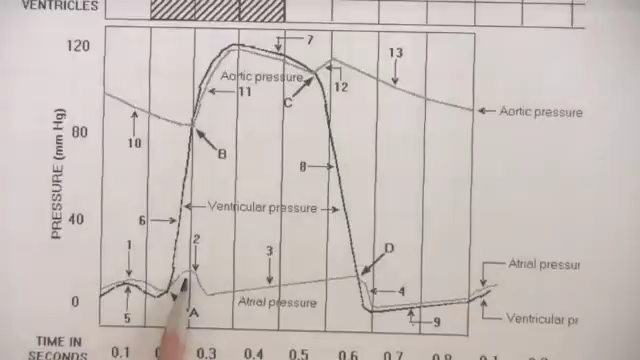 VENTRICLES
120
7
13
Aortic pressure
11
12
C
Aortic pressure
10
80
B
8
PRESSURE (mm Hg)
6
Ventricular pressure
40
1
2
3
D
Atrial
0
5
A
Atrial pressure
4
9
Ventricular
TIME IN
SECONDS
0.1
0.3
0.4
0.5
0.6
0.7
0.8